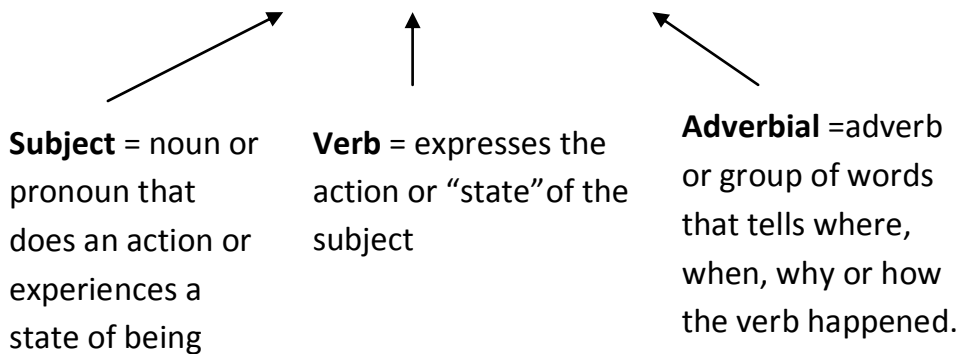 Subject = noun or
pronoun that
does an action or
experiences a
state of being
Verb = expresses the
action or “state”of the
subject
Adverbial =adverb
or group of words
that tells where,
when, why or how
the verb happened.